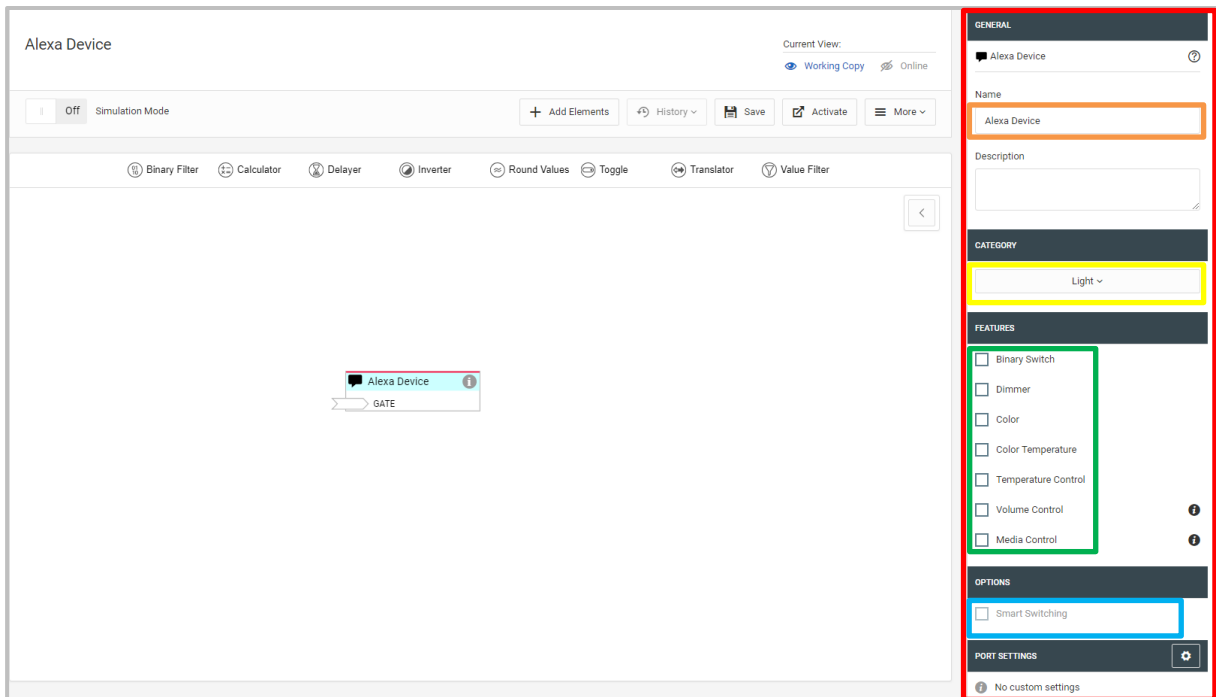 Alexa Device
Current View:
Working Copy Online
Off Simulation Mode
Add Elements History Save Activate More
Binary Filter Calculator Delayer Inverter Round Values Toggle Translator Value Filter
Alexa Device
GATE
GENERAL
Alexa Device
Name
Alexa Device
Description
CATEGORY
Light
FEATURES
Binary Switch
Dimmer
Color
Color Temperature
Temperature Control
Volume Control
Media Control
OPTIONS
Smart Switching
PORT SETTINGS
No custom settings